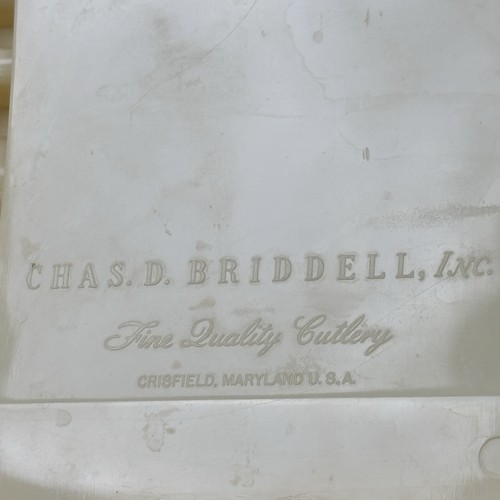 CHAS. D. BRIDDELL, INC.
Fine Quality Cutlery
CRISFIELD, MARYLAND U. S. A.